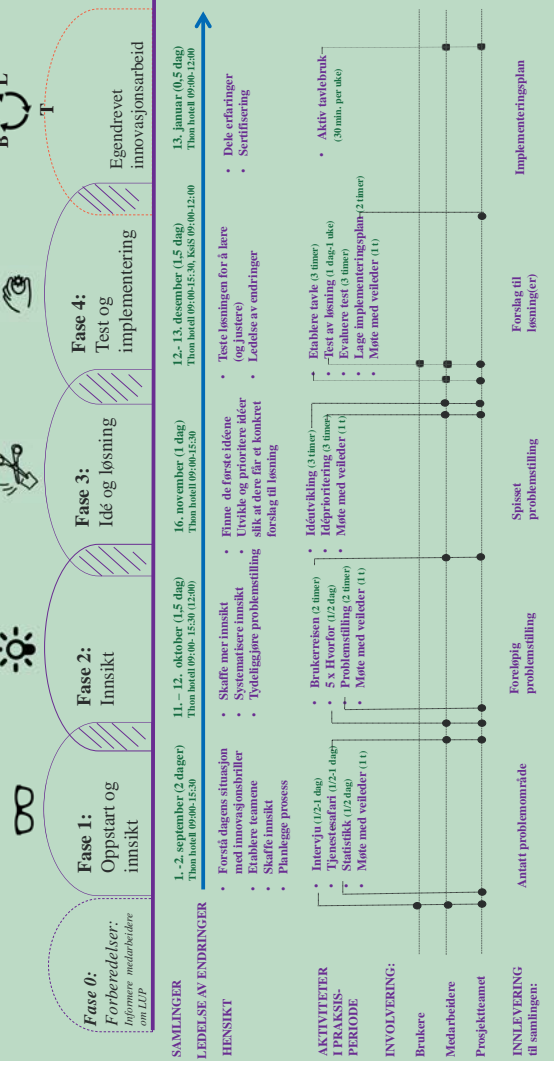 B
L
T
Fase 0:
Forberedelser:
Informere medarbeidere
om LUP
Fase 1:
Oppstart og
innsikt
Fase 2:
Innsikt
Fase 3:
Idé og løsning
Fase 4:
Test og
implementering
Egendrevet
innovasjonsarbeid
SAMLINGER
1.-2. september (2 dager)
Thon hotell 09:00-15:30
11. – 12. oktober (1,5 dag)
Thon hotell 09:00- 15:30 (12:00)
16. november (1 dag)
Thon hotell 09:00-15:30
12.- 13. desember (1,5 dag)
Thon hotell 09:00-15:30, KsiS 09:00-12:00
13. januar (0,5 dag)
Thon hotell 09:00-12:00
LEDELSE AV ENDRINGER
HENSIKT
• Forstå dagens situasjon
med innovasjonsbriller
• Etablere teamene
• Skaffe innsikt
• Planlegge prosess
• Skaffe mer innsikt
• Systematisere innsikt
• Tydeliggjøre problemstilling
• Finne de første idéene
• Utvikle og prioritere idéer
slik at dere får et konkret
forslag til løsning
• Teste løsningen for å lære
(og justere)
• Ledelse av endringer
• Dele erfaringer
• Sertifisering
AKTIVITETER
I PRAKSIS-
PERIODE
• Intervju (1/2-1 dag)
• Tjenestesafari (1/2-1 dag)
• Statistikk (1/2 dag)
• Møte med veileder (1 t)
• Brukerreisen (2 timer)
• 5 x Hvorfor (1/2 dag)
• Problemstilling (2 timer)
• Møte med veileder (1 t)
• Idéutvikling (3 timer)
• Idéprioritering (3 timer)
• Møte med veileder (1 t)
• Etablere tavle (3 timer)
• Test av løsning (1 dag-1 uke)
• Evaluere test (3 timer)
• Lage implementeringsplan (2 timer)
• Møte med veileder (1 t)
• Aktiv tavlebruk
(30 min. per uke)
INVOLVERING:
Brukere
Medarbeidere
Prosjektteamet
INNLEVERING
til samlingen:
Antatt problemområde
Foreløpig
problemstilling
Spisset
problemstilling
Forslag til
løsning(er)
Implementeringsplan